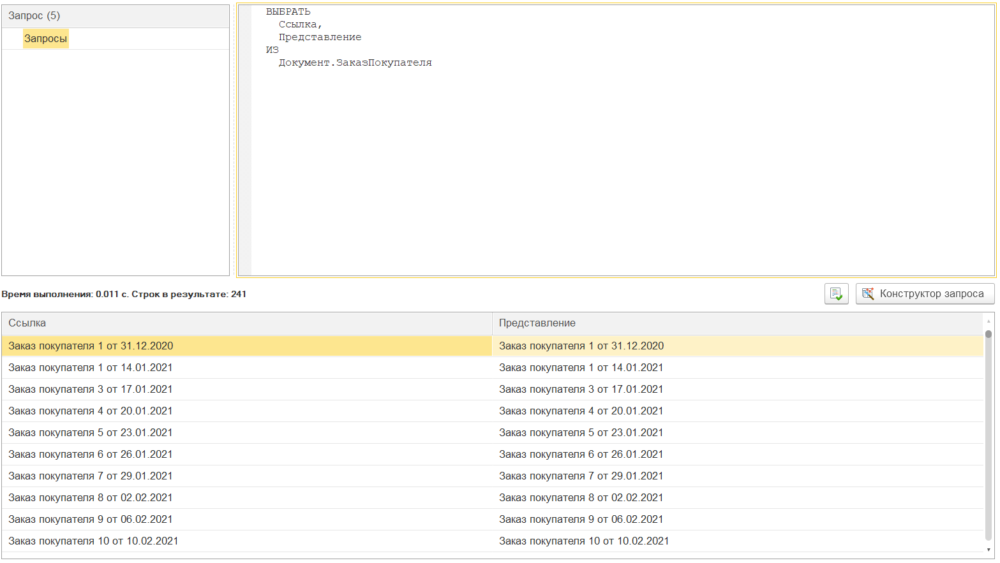 Запрос (5)
Запросы
ВЫБРАТЬ
Ссылка,
Представление
ИЗ
Документ.ЗаказПокупателя
Время выполнения: 0.011 с. Строк в результате: 241
Конструктор запроса
Ссылка Представление
Заказ покупателя 1 от 31.12.2020 Заказ покупателя 1 от 31.12.2020
Заказ покупателя 1 от 14.01.2021 Заказ покупателя 1 от 14.01.2021
Заказ покупателя 3 от 17.01.2021 Заказ покупателя 3 от 17.01.2021
Заказ покупателя 4 от 20.01.2021 Заказ покупателя 4 от 20.01.2021
Заказ покупателя 5 от 23.01.2021 Заказ покупателя 5 от 23.01.2021
Заказ покупателя 6 от 26.01.2021 Заказ покупателя 6 от 26.01.2021
Заказ покупателя 7 от 29.01.2021 Заказ покупателя 7 от 29.01.2021
Заказ покупателя 8 от 02.02.2021 Заказ покупателя 8 от 02.02.2021
Заказ покупателя 9 от 06.02.2021 Заказ покупателя 9 от 06.02.2021
Заказ покупателя 10 от 10.02.2021 Заказ покупателя 10 от 10.02.2021